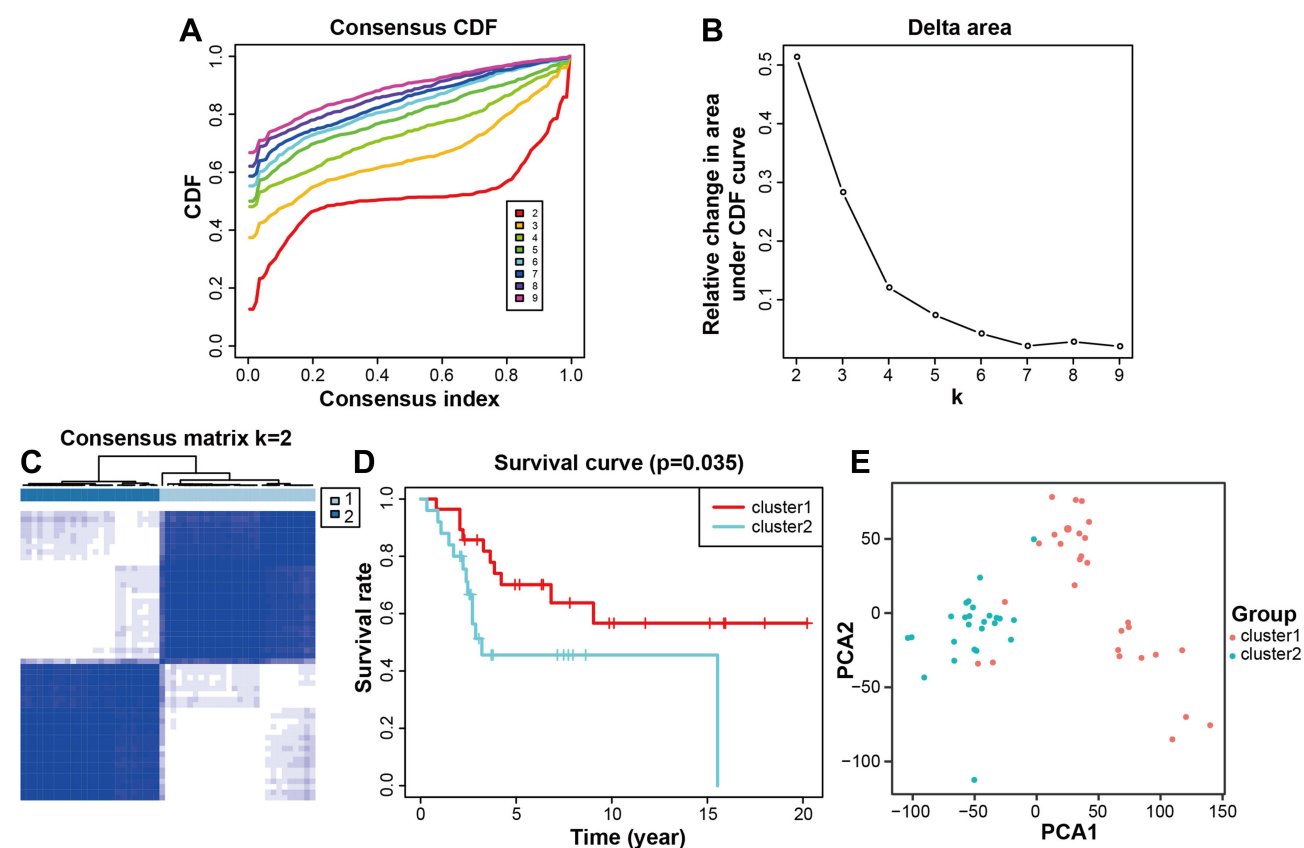 A
Consensus CDF
1.0
0.8
0.6
0.4
0.2
0.0
CDF
2
3
4
5
6
7
8
9
0.0 0.2 0.4 0.6 0.8 1.0
Consensus index
B
Delta area
0.5
0.4
0.3
0.2
0.1
Relative change in area
under CDF curve
2 3 4 5 6 7 8 9
k
C
Consensus matrix k=2
1
2
D
Survival curve (p=0.035)
cluster1
cluster2
1.0
0.8
0.6
0.4
0.2
0.0
Survival rate
0 5 10 15 20
Time (year)
E
50
0
−50
−100
PCA2
−100 −50 0 50 100 150
PCA1
Group
cluster1
cluster2